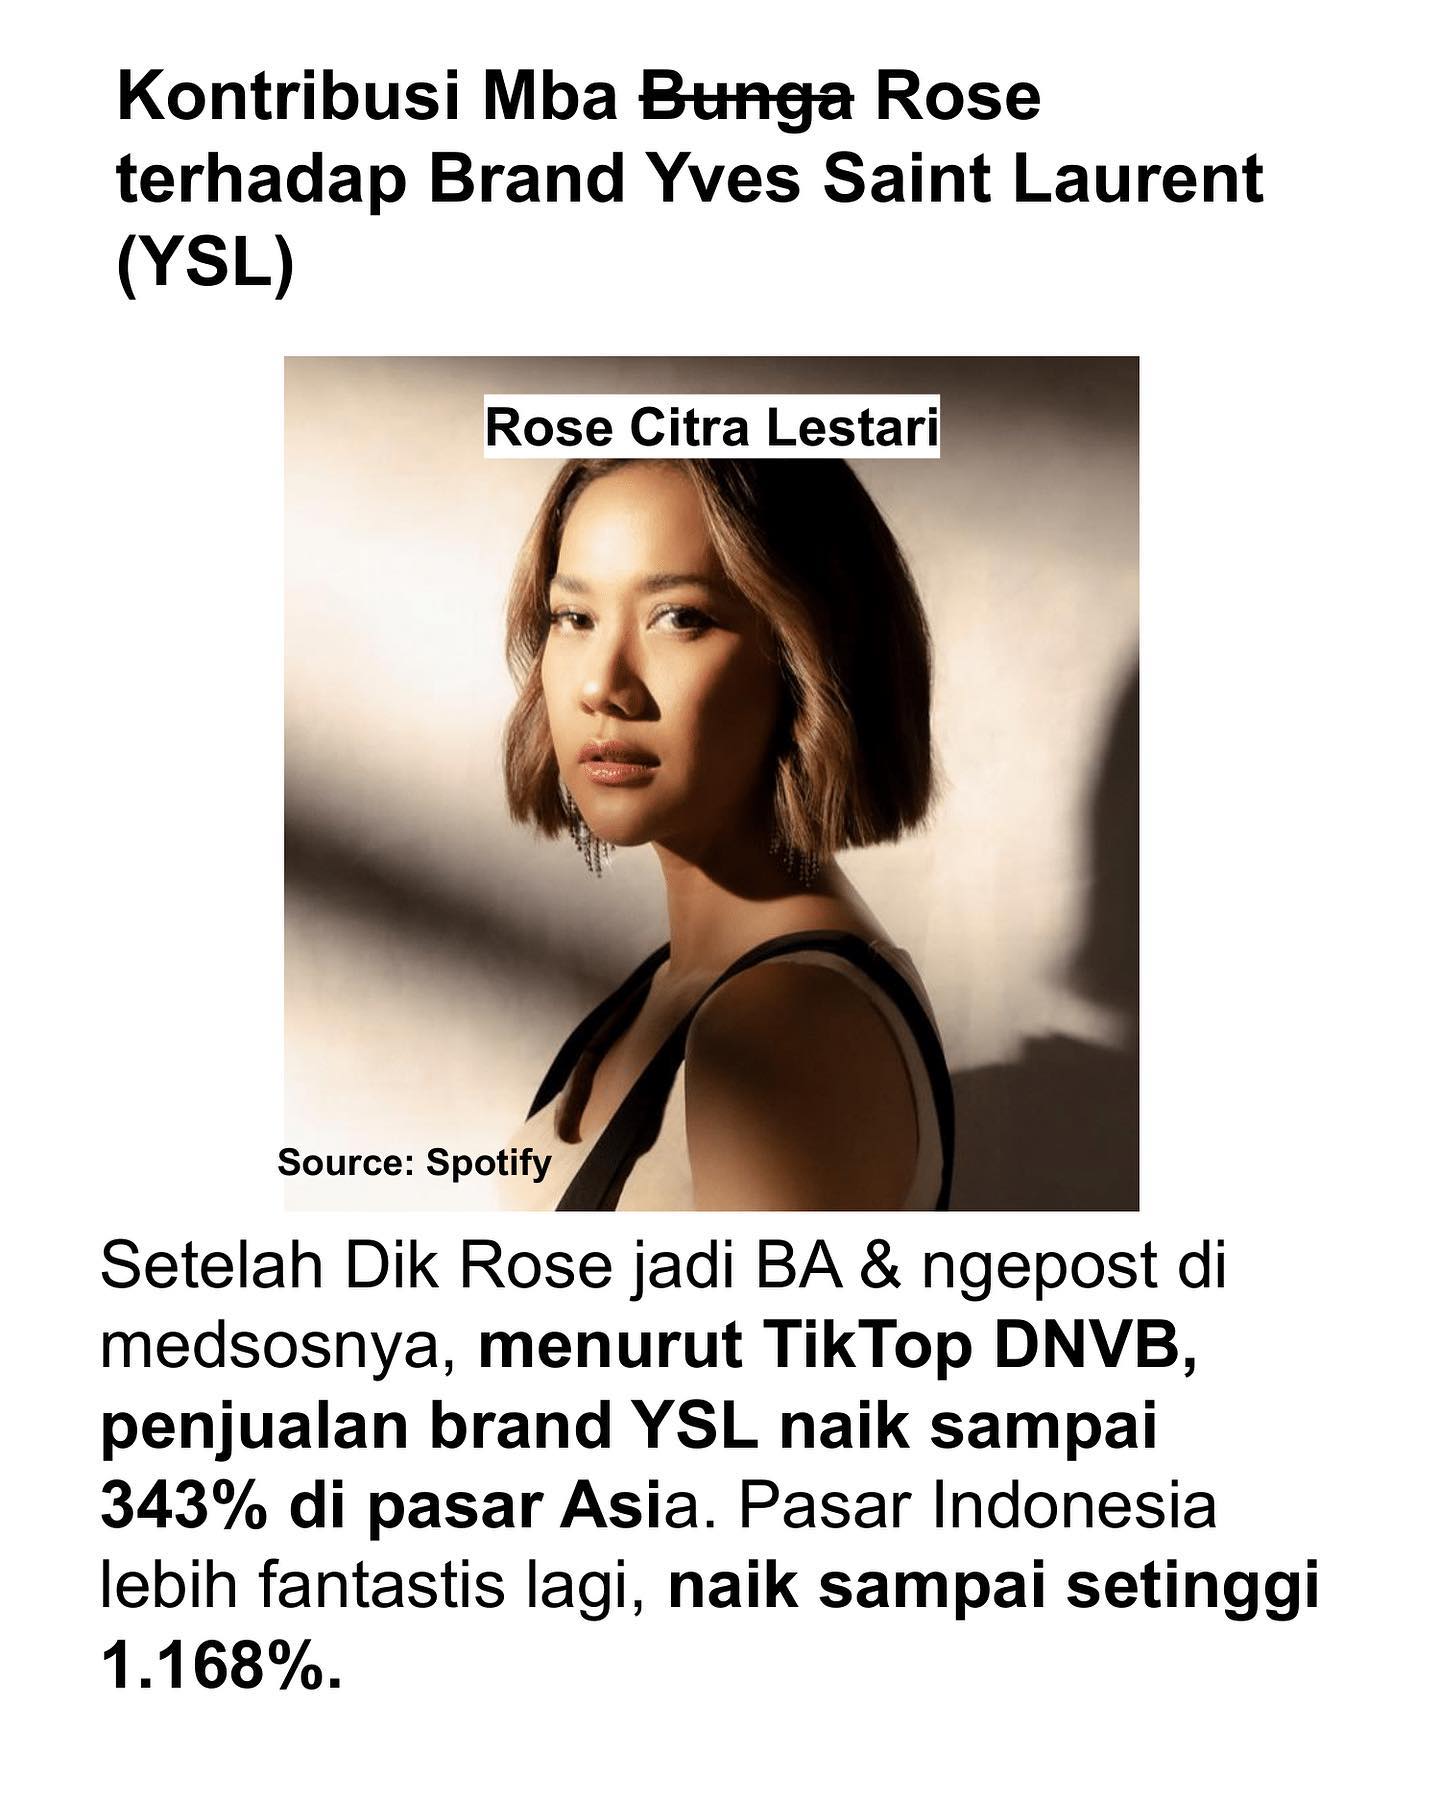 Kontribusi Mba Bunga Rose
terhadap Brand Yves Saint Laurent
(YSL)
Rose Citra Lestari
Source: Spotify
Setelah Dik Rose jadi BA & ngepost di
medsosnya, menurut TikTop DNVB,
penjualan brand YSL naik sampai
343% di pasar Asia. Pasar Indonesia
lebih fantastis lagi, naik sampai setinggi
1.168%.